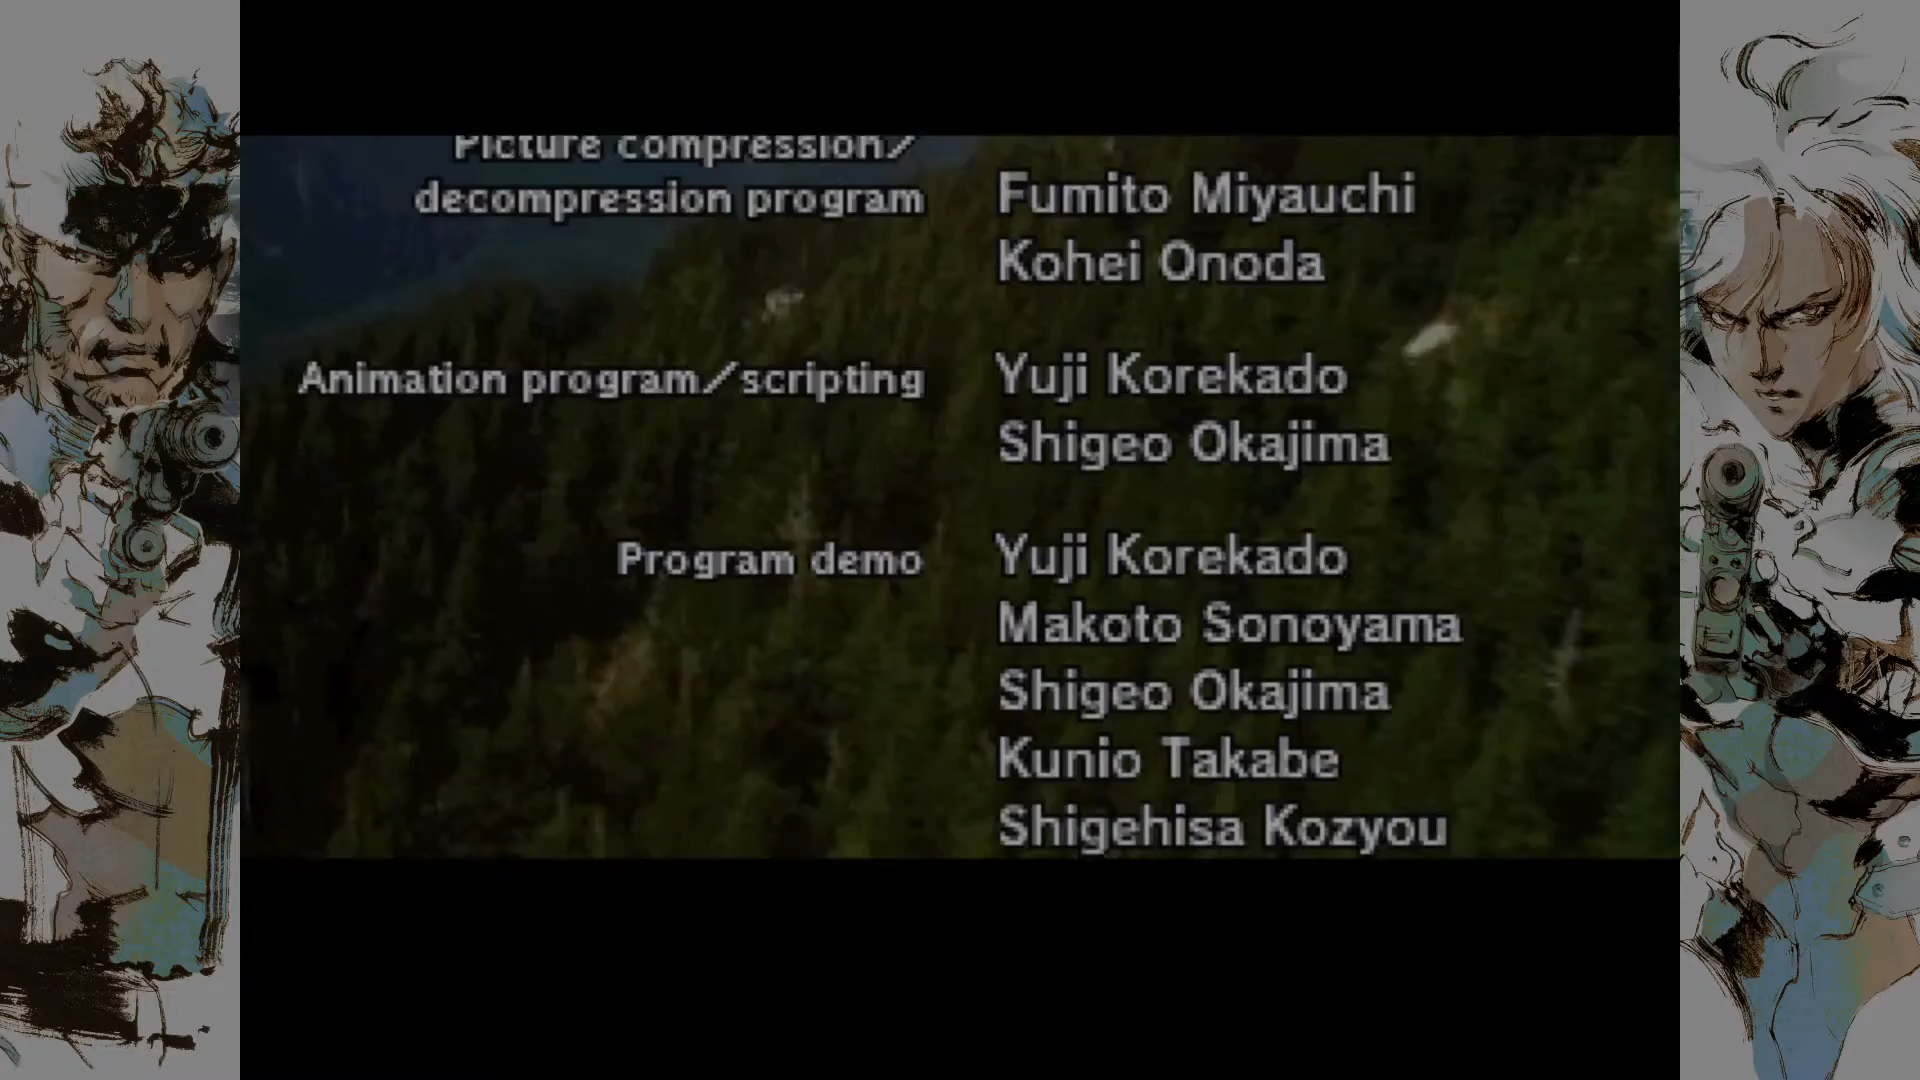 Picture compression/
decompression program Fumito Miyauchi
Kohei Onoda
Animation program/scripting Yuji Korekado
Shigeo Okajima
Program demo Yuji Korekado
Makoto Sonoyama
Shigeo Okajima
Kunio Takabe
Shigehisa Kozyou